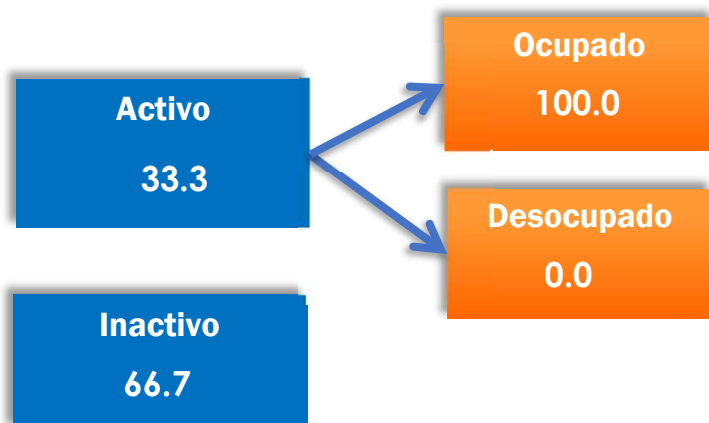 Activo
33.3
Ocupado
100.0
Desocupado
0.0
Inactivo
66.7